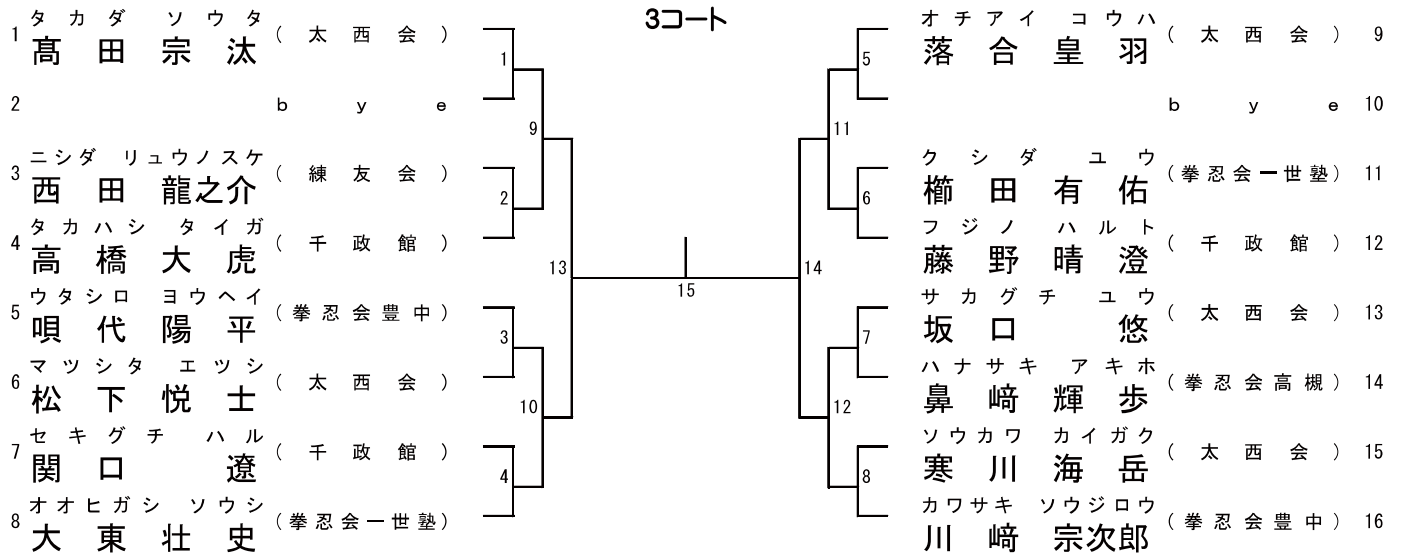 3コート
タカダ ソウタ
1 髙田宗汰 (太西会)
2 bye
ニシダ リュウノスケ
3 西田龍之介 (練友会)
タカハシ タイガ
4 高橋大虎 (千政館)
ウタシロ ヨウヘイ
5 唄代陽平 (拳忍会豊中)
マツシタ エツシ
6 松下悦士 (太西会)
セキグチ ハル
7 関口遼 (千政館)
オオヒガシ ソウシ
8 大東壮史 (拳忍会一世塾)
1
2
3
4
9
10
13
15
14
11
12
5
6
7
8
オチアイ コウハ
落合皇羽 (太西会) 9
bye 10
クシダ ユウ
櫛田有佑 (拳忍会一世塾) 11
フジノ ハルト
藤野晴澄 (千政館) 12
サカグチ ユウ
坂口悠 (太西会) 13
ハナサキ アキホ
鼻﨑輝歩 (拳忍会高槻) 14
ソウカワ カイガク
寒川海岳 (太西会) 15
カワサキ ソウジロウ
川﨑宗次郎 (拳忍会豊中) 16